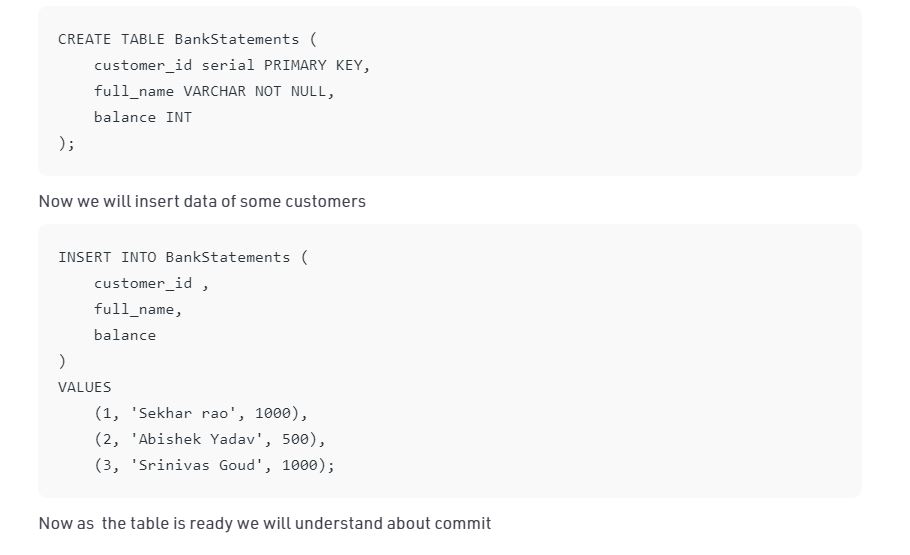 CREATE TABLE BankStatements (
    customer_id serial PRIMARY KEY,
    full_name VARCHAR NOT NULL,
    balance INT
);
Now we will insert data of some customers
INSERT INTO BankStatements (
    customer_id ,
    full_name,
    balance
)
VALUES
    (1, 'Sekhar rao', 1000),
    (2, 'Abishek Yadav', 500),
    (3, 'Srinivas Goud', 1000);
Now as  the table is ready we will understand about commit